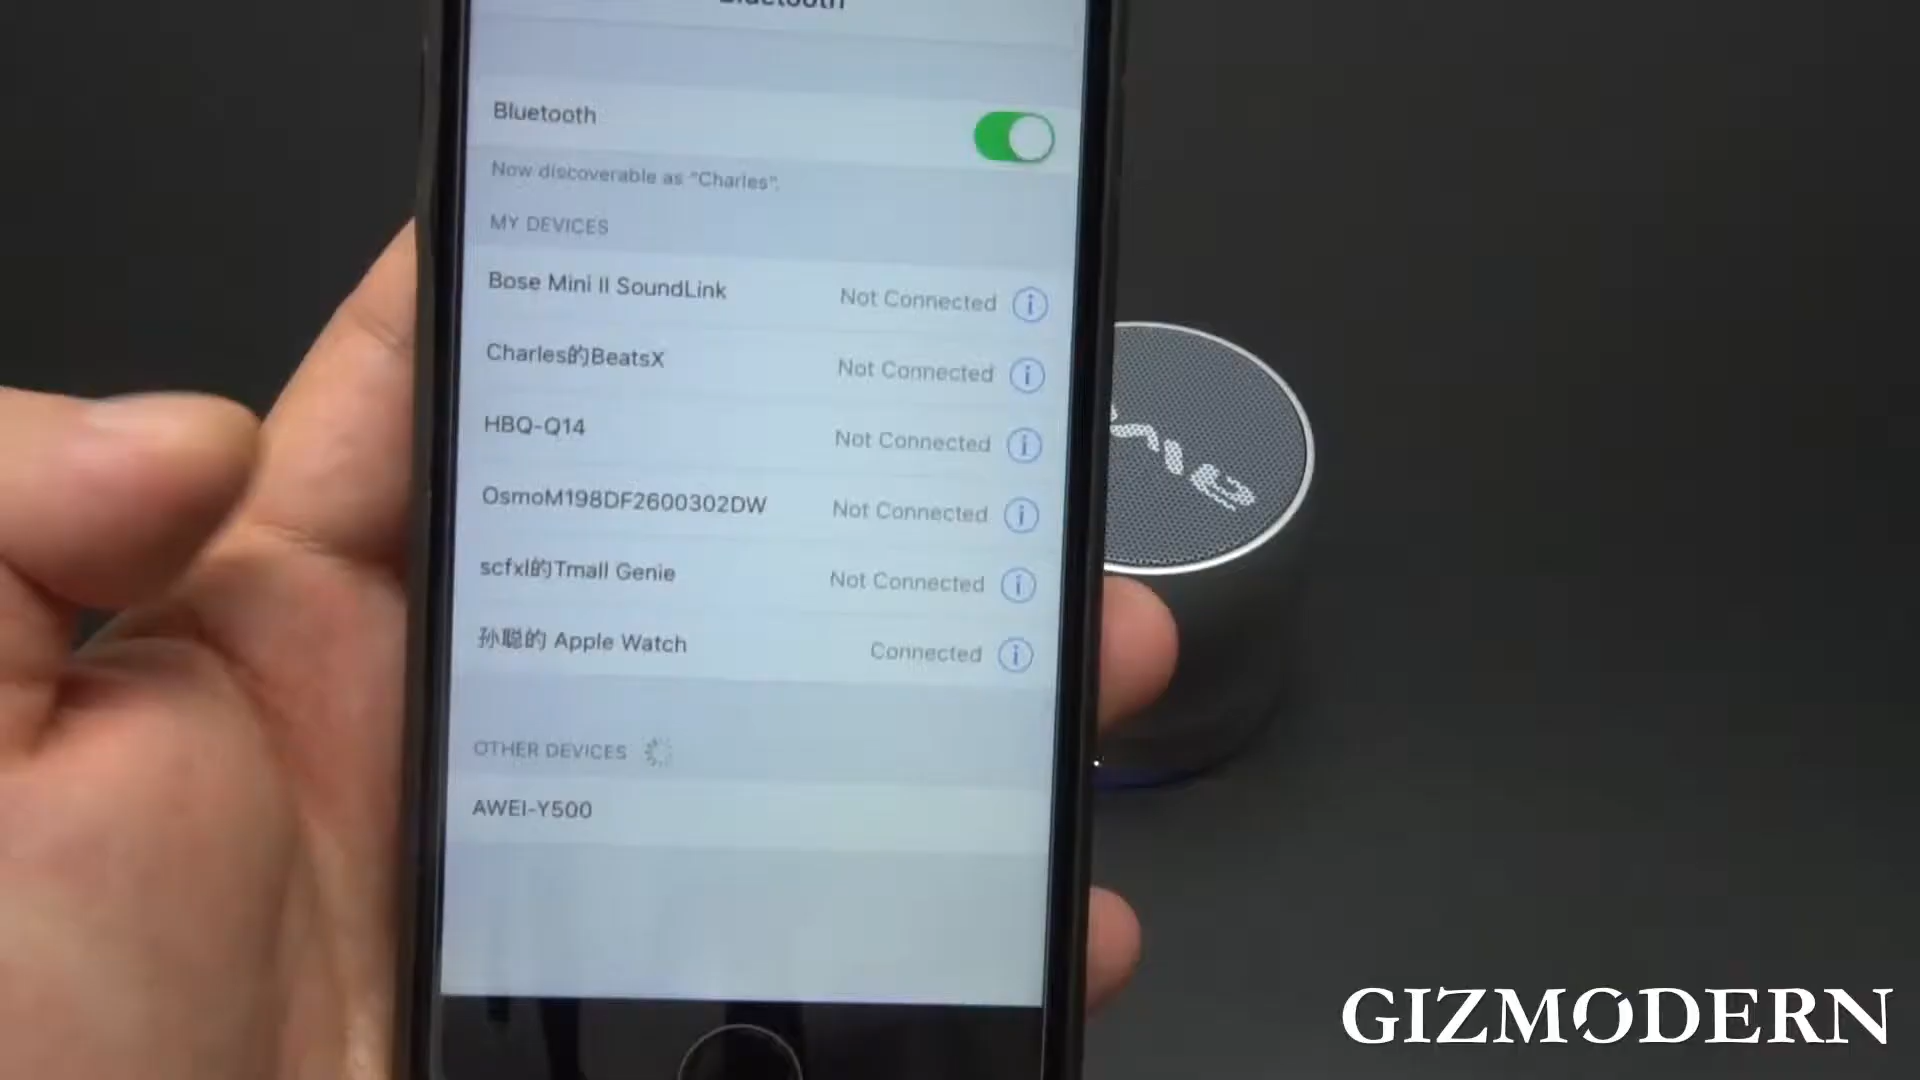 Bluetooth
Bluetooth
Now discoverable as "Charles".
MY DEVICES
Bose Mini II SoundLink Not Connected
Charles的BeatsX Not Connected
HBQ-Q14 Not Connected
OsmoM198DF2600302DW Not Connected
scfxl的Tmall Genie Not Connected
孙聪的 Apple Watch Connected
OTHER DEVICES
AWEI-Y500
GIZMODERN